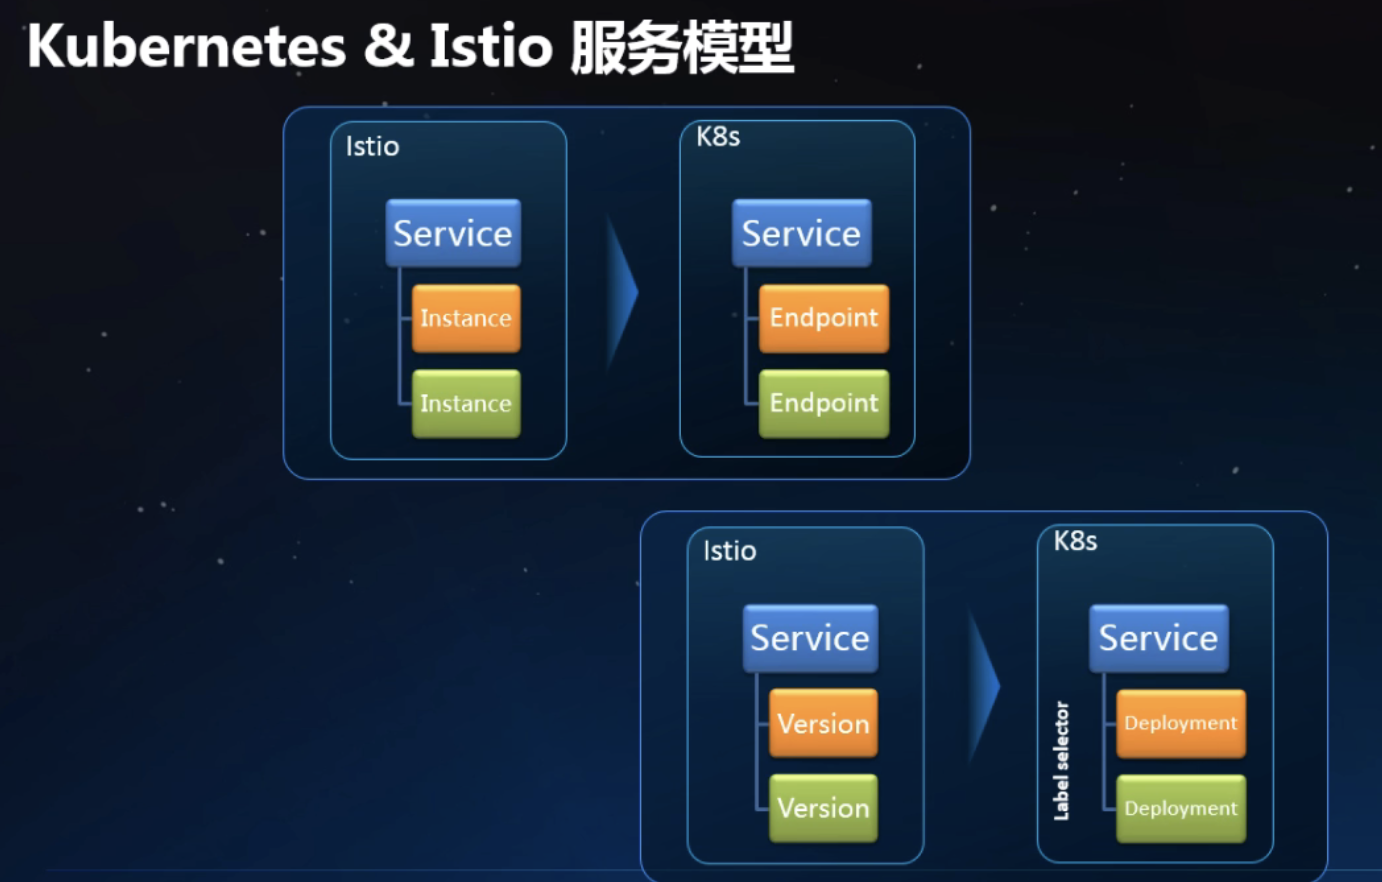 Kubernetes & Istio 服务模型
Istio
Service
Instance
Instance
K8s
Service
Endpoint
Endpoint
Istio
Service
Version
Version
K8s
Service
Label selector
Deployment
Deployment